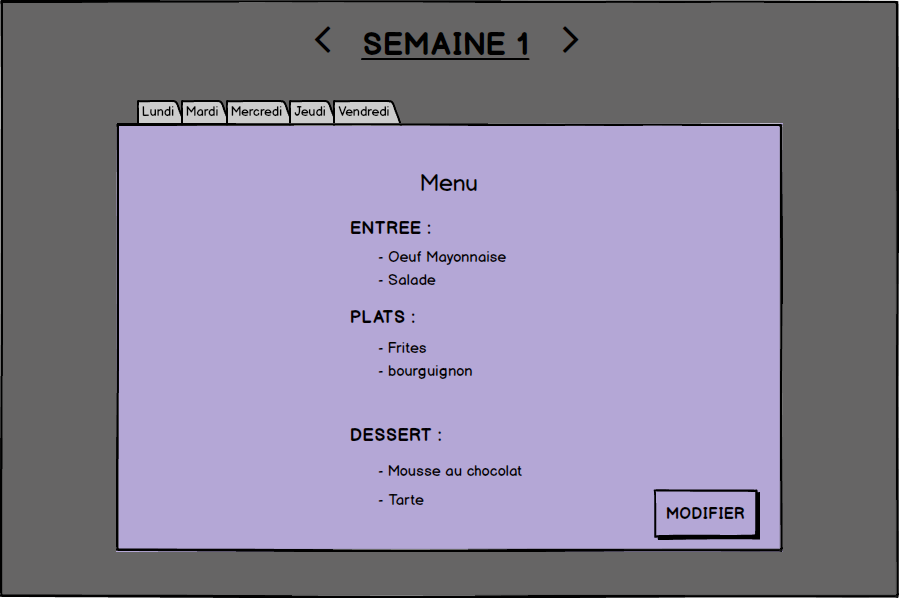 < SEMAINE 1 >
Lundi Mardi Mercredi Jeudi Vendredi
Menu
ENTREE :
- Oeuf Mayonnaise
- Salade
PLATS :
- Frites
- bourguignon
DESSERT :
- Mousse au chocolat
- Tarte
MODIFIER